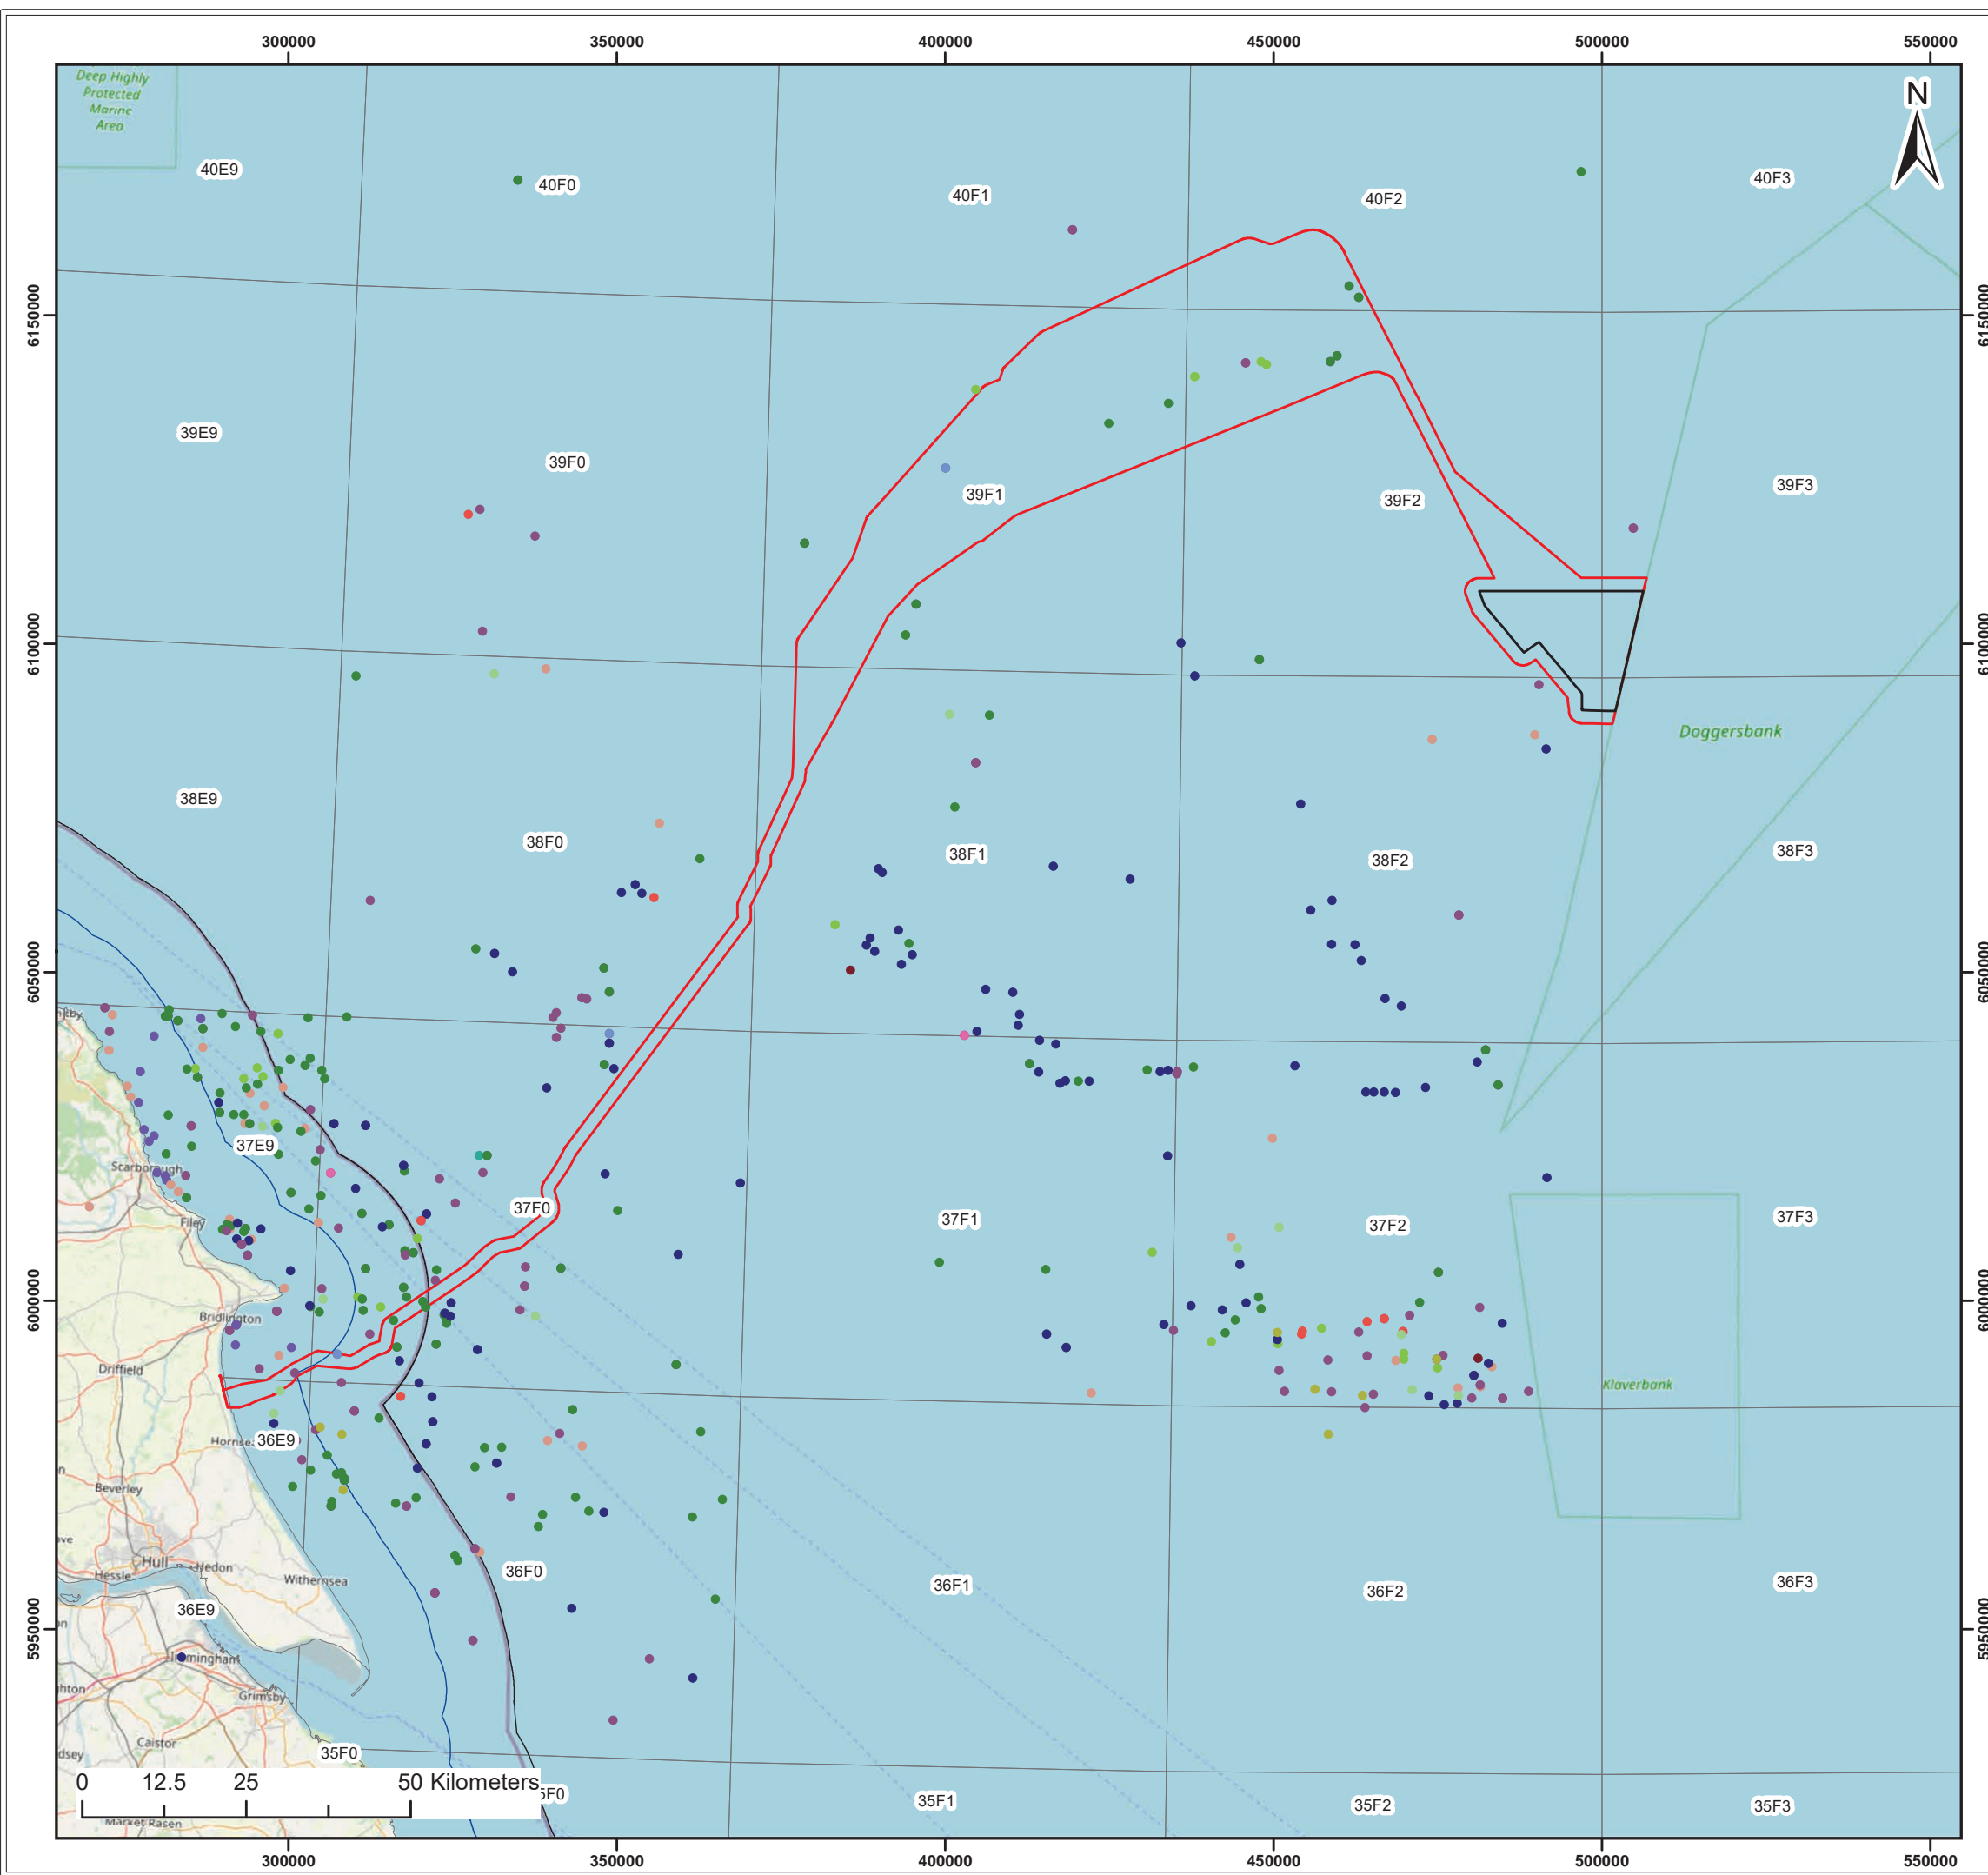 300000 350000 400000 450000 500000 550000
Deep Highly
Protected
Marine
Area
N
40E9 40F0 40F1 40F2 40F3
6150000
6150000
39E9 39F0 39F1 39F2 39F3
6100000
6100000
Doggersbank
38E9 38F0 38F1 38F2 38F3
6050000
6050000
37E9
Scarborough
Filey
37F0 37F1 37F2 37F3
6000000
6000000
Bridlington
Driffield
Klaverbank
36E9
Beverley
Hull
Hedon
Hessle
Withernsea
36F0 36F1 36F2 36F3
36E9
5950000
Grimsby
Caistor
35F0
0 12.5 25 50 Kilometers
35F1 35F2 35F3
Market Rasen
300000 350000 400000 450000 500000 550000